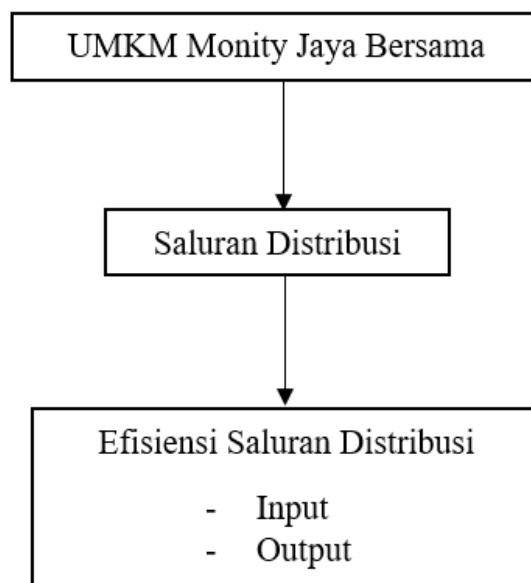 UMKM Monity Jaya Bersama
Saluran Distribusi
Efisiensi Saluran Distribusi
- Input
- Output